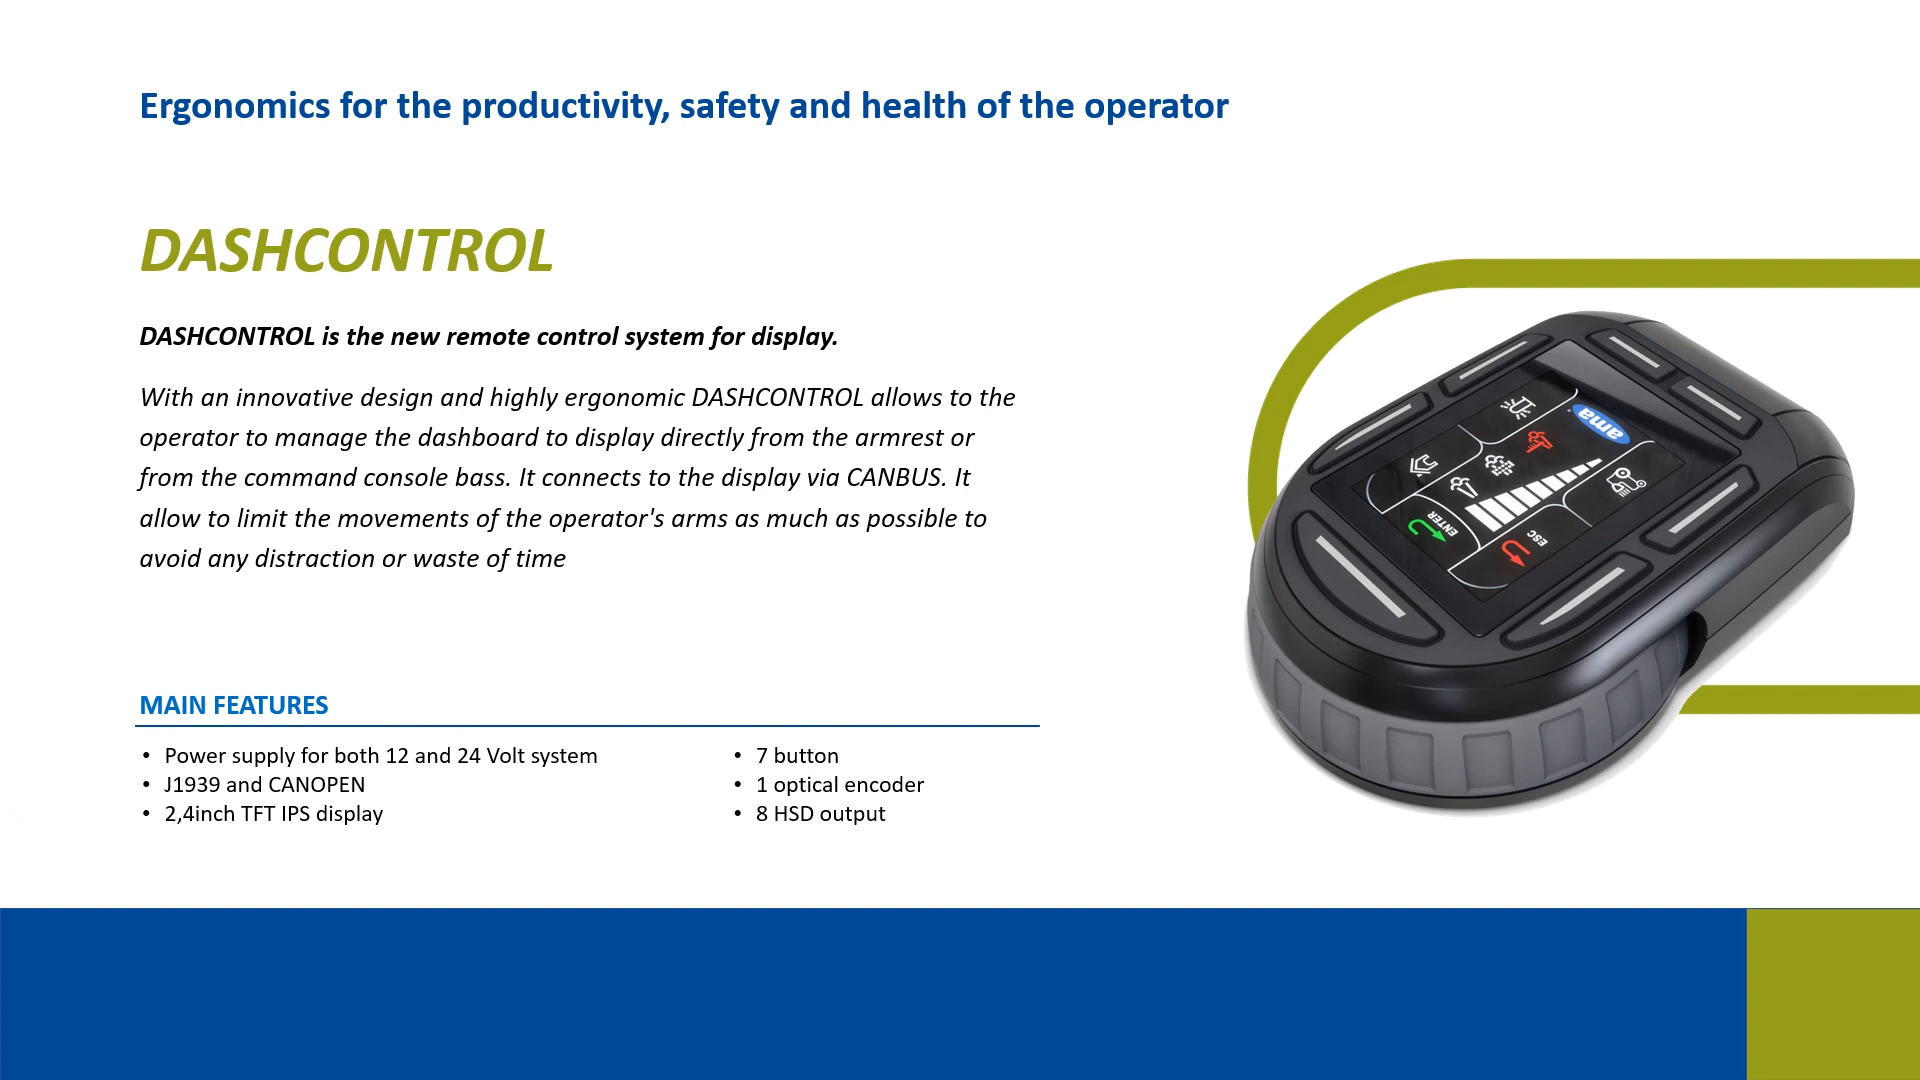 Ergonomics for the productivity, safety and health of the operator
DASHCONTROL
DASHCONTROL is the new remote control system for display.
With an innovative design and highly ergonomic DASHCONTROL allows to the
operator to manage the dashboard to display directly from the armrest or
from the command console bass. It connects to the display via CANBUS. It
allow to limit the movements of the operator's arms as much as possible to
avoid any distraction or waste of time
MAIN FEATURES
• Power supply for both 12 and 24 Volt system
• J1939 and CANOPEN
• 2,4inch TFT IPS display
• 7 button
• 1 optical encoder
• 8 HSD output
ama
ENTER
ESC